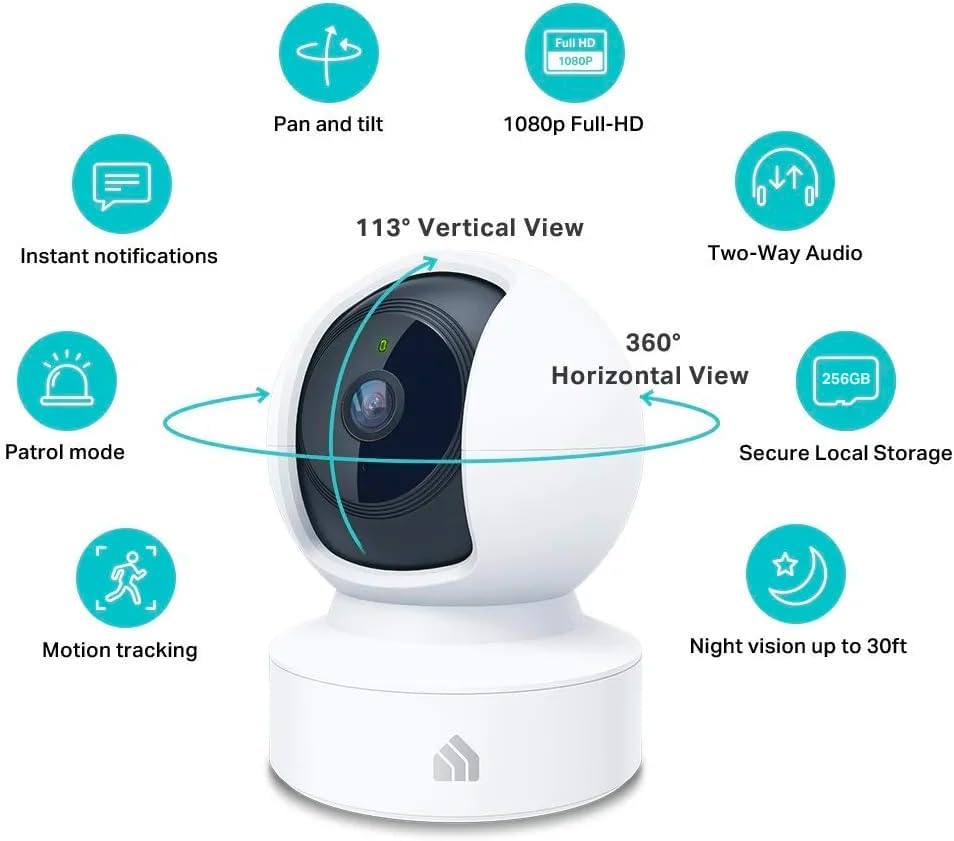 Full HD
1080P
Pan and tilt
1080p Full-HD
Instant notifications
113° Vertical View
Two-Way Audio
360°
Horizontal View
256GB
Patrol mode
Secure Local Storage
Motion tracking
Night vision up to 30ft